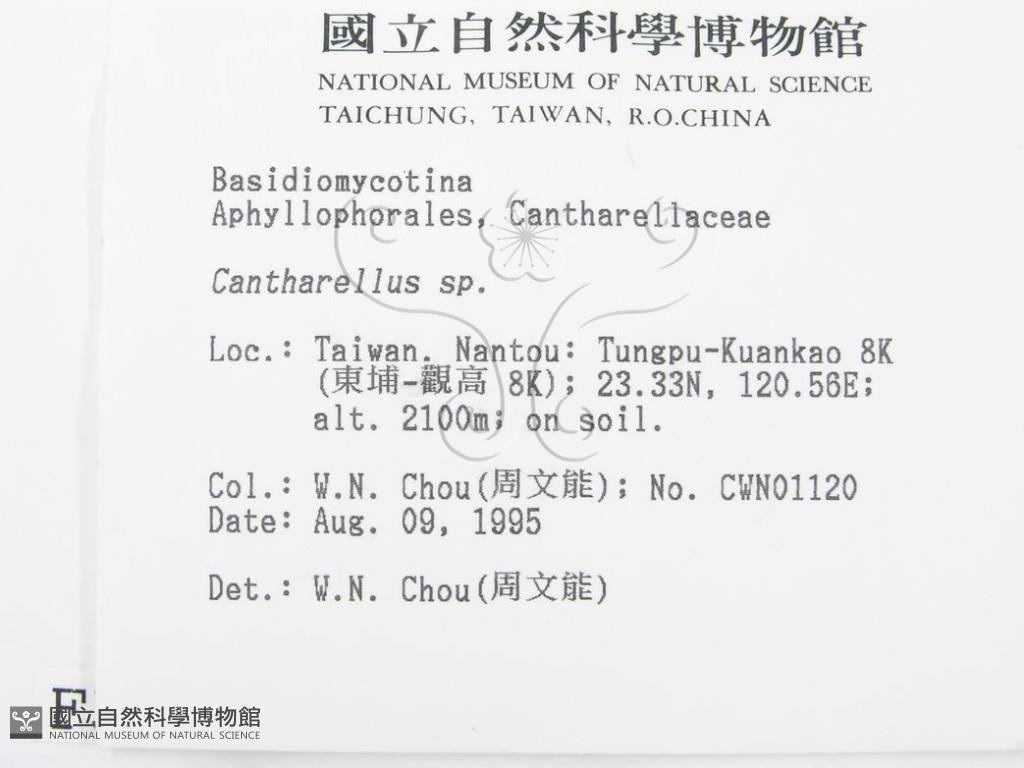 國立自然科學博物館
NATIONAL MUSEUM OF NATURAL SCIENCE
TAICHUNG, TAIWAN, R.O.CHINA
Basidiomycotina
Aphyllophorales, Cantharellaceae
Cantharellus sp.
Loc.: Taiwan. Nantou: Tungpu-Kuankao 8K
(東埔-觀高 8K); 23.33N, 120.56E;
alt. 2100m; on soil.
Col.: W.N. Chou(周文能); No. CWN01120
Date: Aug. 09, 1995
Det.: W.N. Chou(周文能)
F
國立自然科學博物館
NATIONAL MUSEUM OF NATURAL SCIENCE